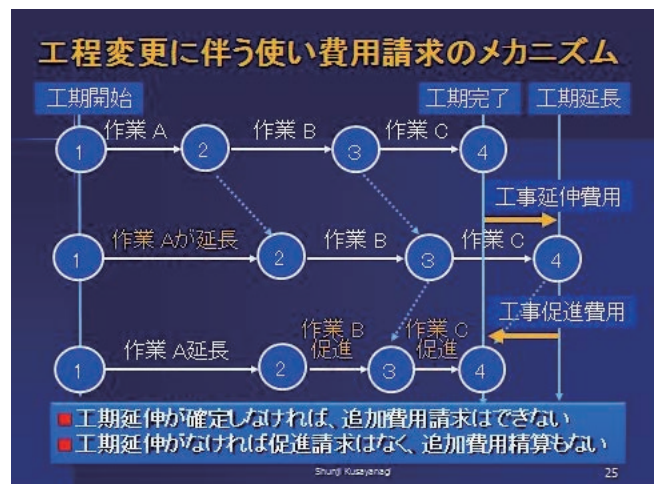 工程変更に伴う使い費用請求のメカニズム
工期開始 工期完了 工期延長
作業 A 作業 B 作業 C
1 2 3 4
工事延伸費用
作業 Aが延長 作業 B 作業 C
1 2 3 4
工事促進費用
作業 A延長 作業 B 促進 作業 C 促進
1 2 3 4
工期延伸が確定しなければ、追加費用請求はできない
工期延伸がなければ促進請求はなく、追加費用精算もない
Shunji Kusayanagi 25